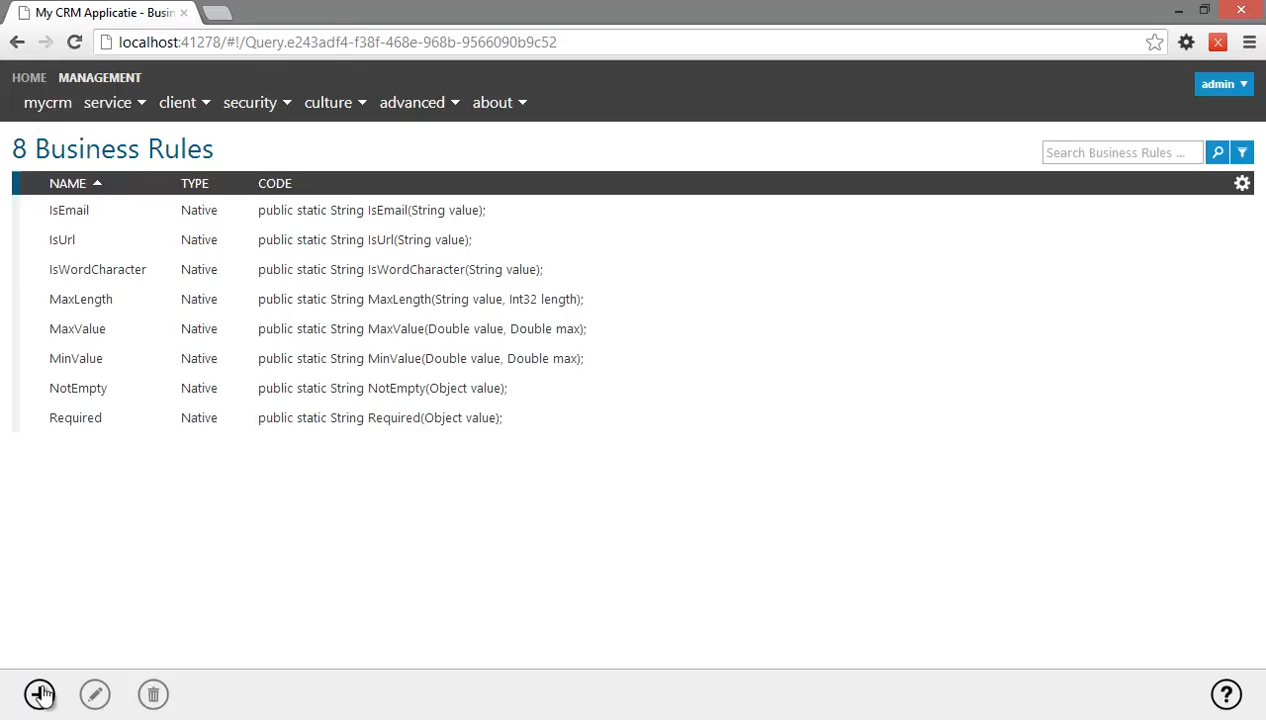 My CRM Applicatie - Busin
localhost:41278/#!/Query.e243adf4-f38f-468e-968b-9566090b9c52
HOME MANAGEMENT
admin
mycrm service client security culture advanced about
8 Business Rules
Search Business Rules ...
NAME TYPE CODE
IsEmail Native public static String IsEmail(String value);
IsUrl Native public static String IsUrl(String value);
IsWordCharacter Native public static String IsWordCharacter(String value);
MaxLength Native public static String MaxLength(String value, Int32 length);
MaxValue Native public static String MaxValue(Double value, Double max);
MinValue Native public static String MinValue(Double value, Double max);
NotEmpty Native public static String NotEmpty(Object value);
Required Native public static String Required(Object value);
?